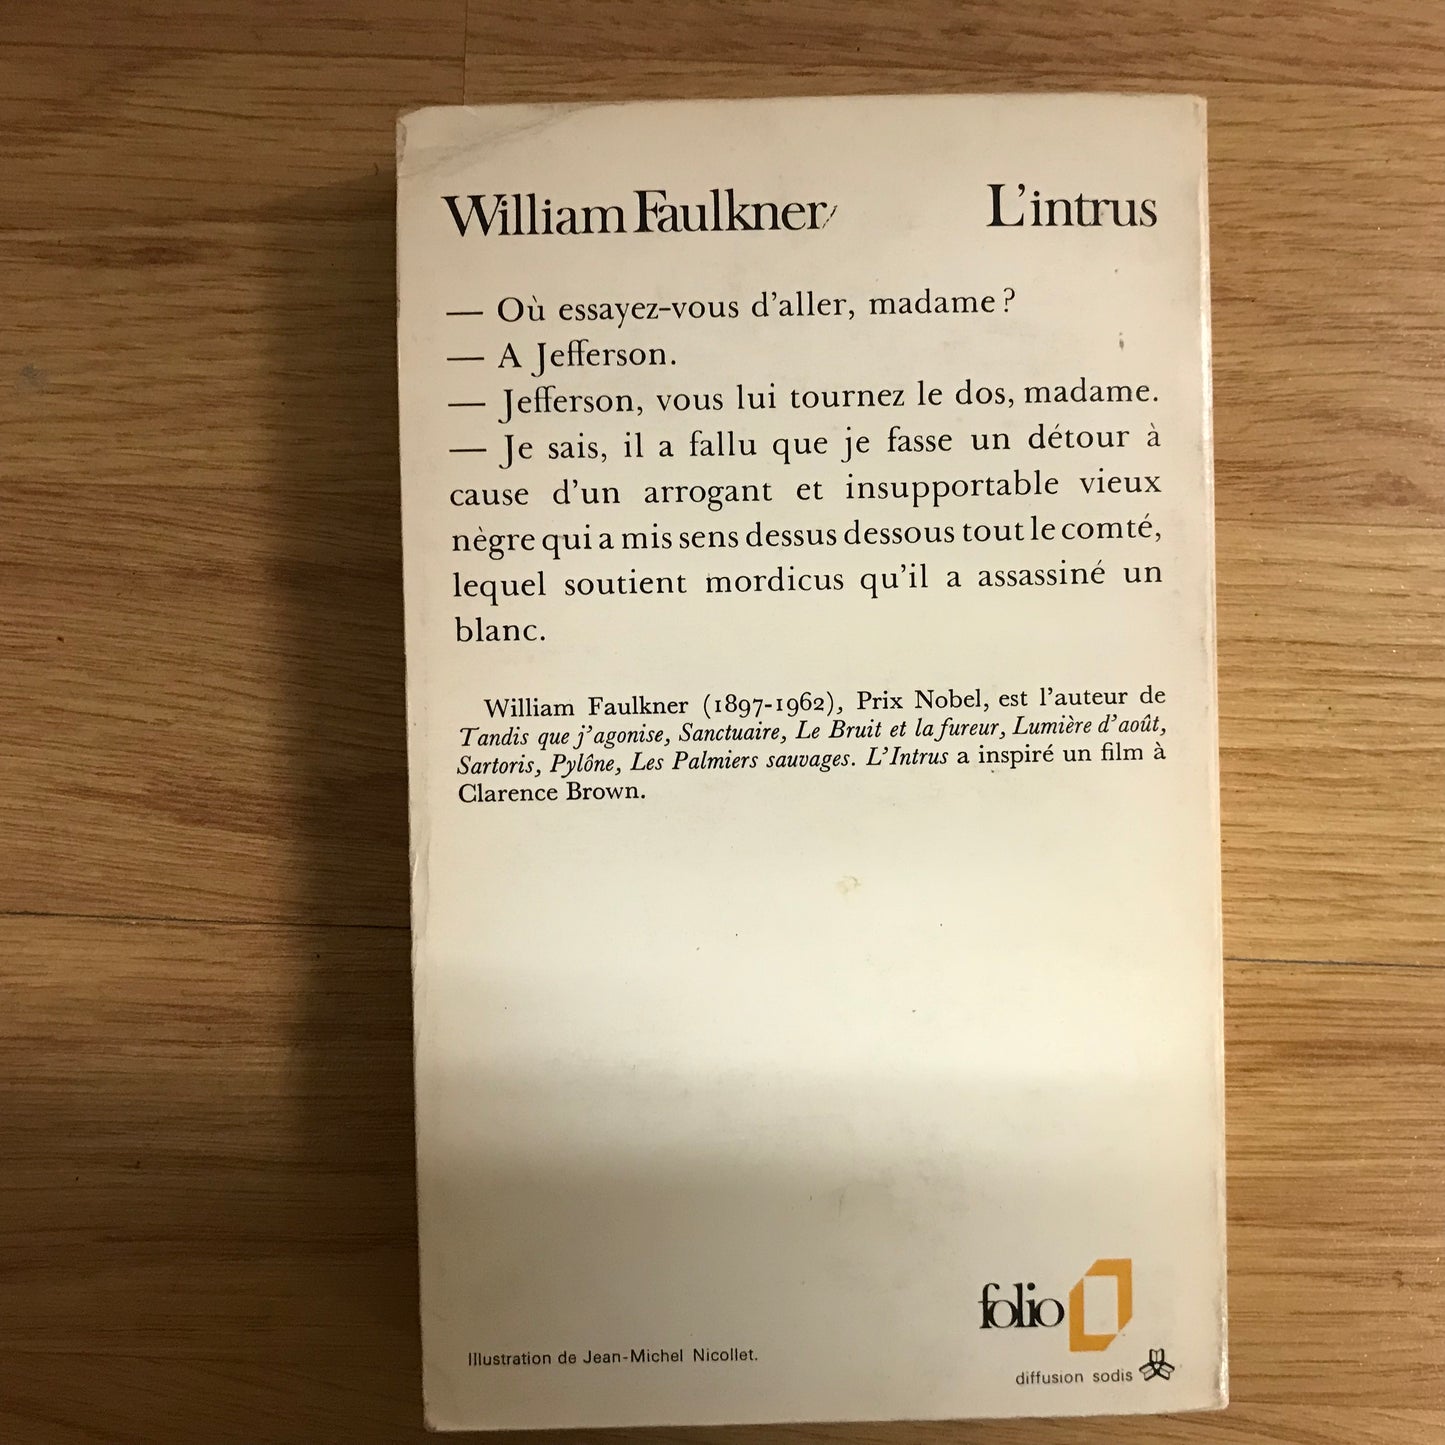 William Faulkner/ L'intrus
— Où essayez-vous d'aller, madame ?
— A Jefferson.
— Jefferson, vous lui tournez le dos, madame.
— Je sais, il a fallu que je fasse un détour à
cause d'un arrogant et insupportable vieux
nègre qui a mis sens dessus dessous tout le comté,
lequel soutient mordicus qu'il a assassiné un
blanc.
William Faulkner (1897-1962), Prix Nobel, est l'auteur de
Tandis que j'agonise, Sanctuaire, Le Bruit et la fureur, Lumière d'août,
Sartoris, Pylône, Les Palmiers sauvages. L'Intrus a inspiré un film à
Clarence Brown.
folio
Illustration de Jean-Michel Nicollet.
diffusion sodis